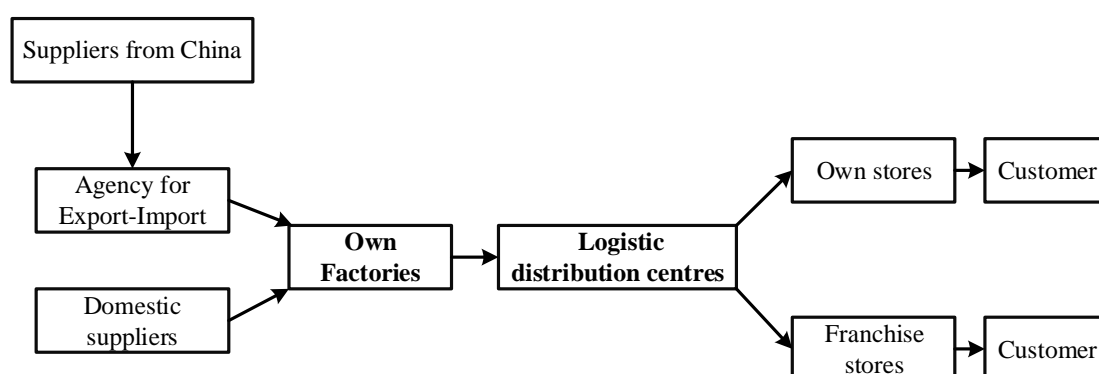 Suppliers from China
Agency for
Export-Import
Domestic
suppliers
Own
Factories
Logistic
distribution centres
Own stores
Customer
Franchise
stores
Customer